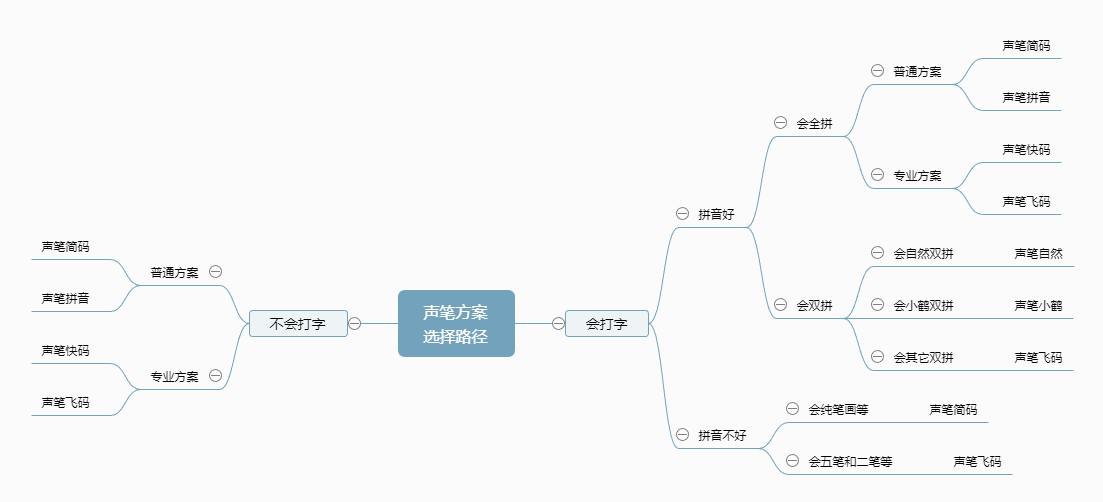 声笔方案
选择路径
不会打字
普通方案
声笔简码
声笔拼音
专业方案
声笔快码
声笔飞码
会打字
拼音好
会全拼
普通方案
声笔简码
声笔拼音
专业方案
声笔快码
声笔飞码
会双拼
会自然双拼
声笔自然
会小鹤双拼
声笔小鹤
会其它双拼
声笔飞码
拼音不好
会纯笔画等
声笔简码
会五笔和二笔等
声笔飞码